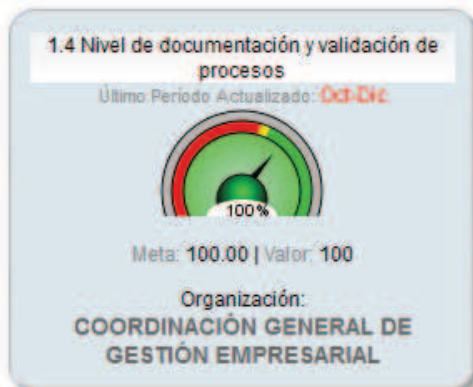 1.4 Nivel de documentación y validación de
procesos
Último Periodo Actualizado: Oct-Dic
100%
Meta: 100.00 | Valor: 100
Organización:
COORDINACIÓN GENERAL DE
GESTIÓN EMPRESARIAL